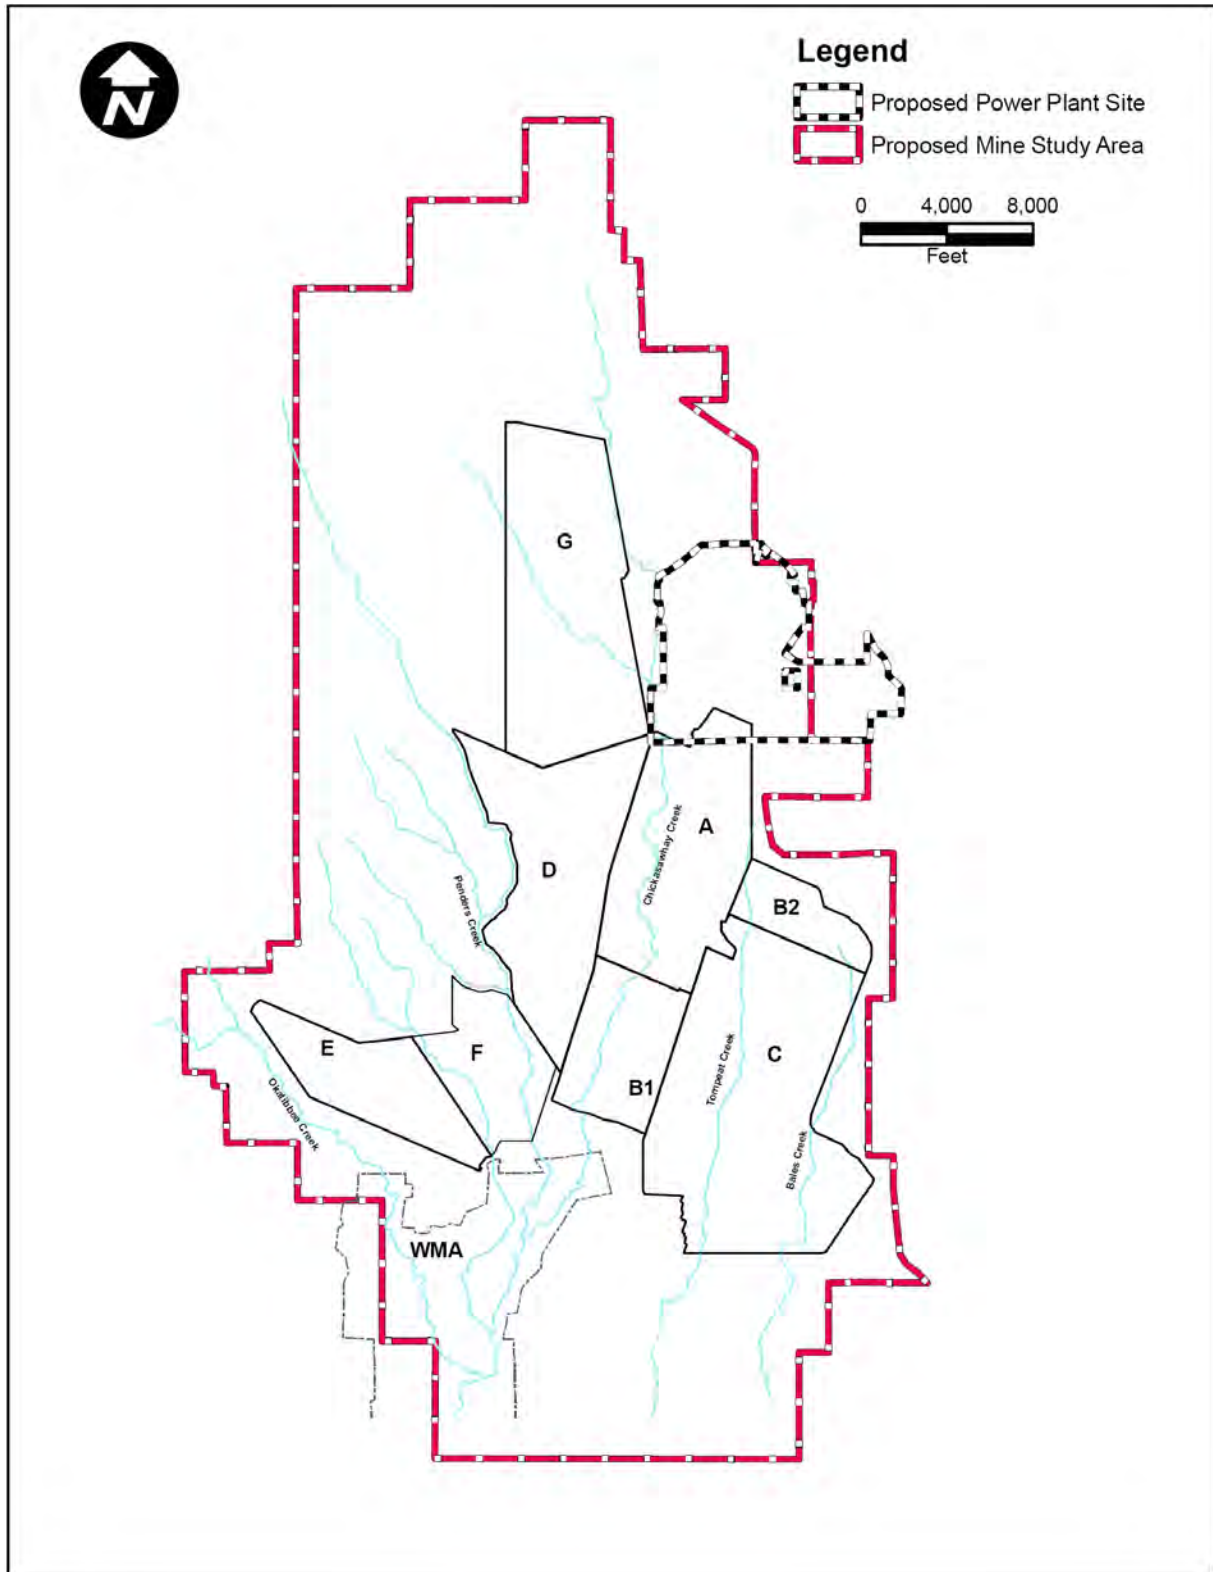 N
Legend
Proposed Power Plant Site
Proposed Mine Study Area
0 4,000 8,000
Feet
G
A
Chickasawhay Creek
D
B2
Penders Creek
E
F
C
Tompeat Creek
B1
Okatibbee Creek
Bales Creek
WMA